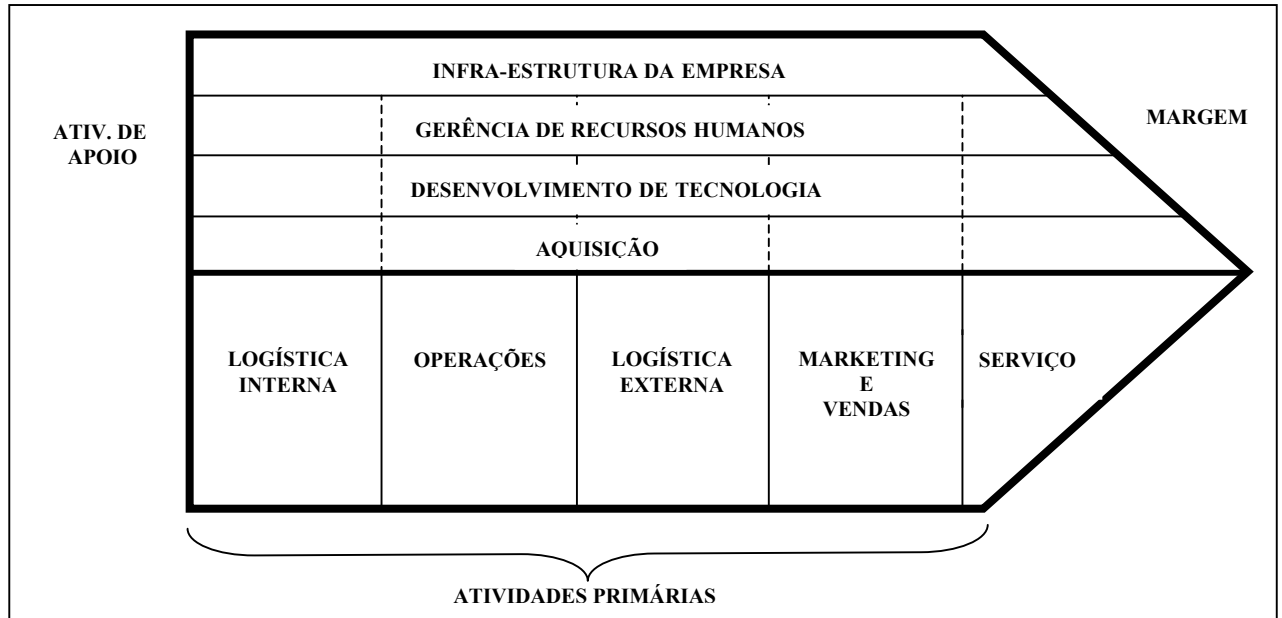 INFRA-ESTRUTURA DA EMPRESA
ATIV. DE
APOIO
GERÊNCIA DE RECURSOS HUMANOS
MARGEM
DESENVOLVIMENTO DE TECNOLOGIA
AQUISIÇÃO
LOGÍSTICA
INTERNA
OPERAÇÕES
LOGÍSTICA
EXTERNA
MARKETING
E
VENDAS
SERVIÇO
ATIVIDADES PRIMÁRIAS